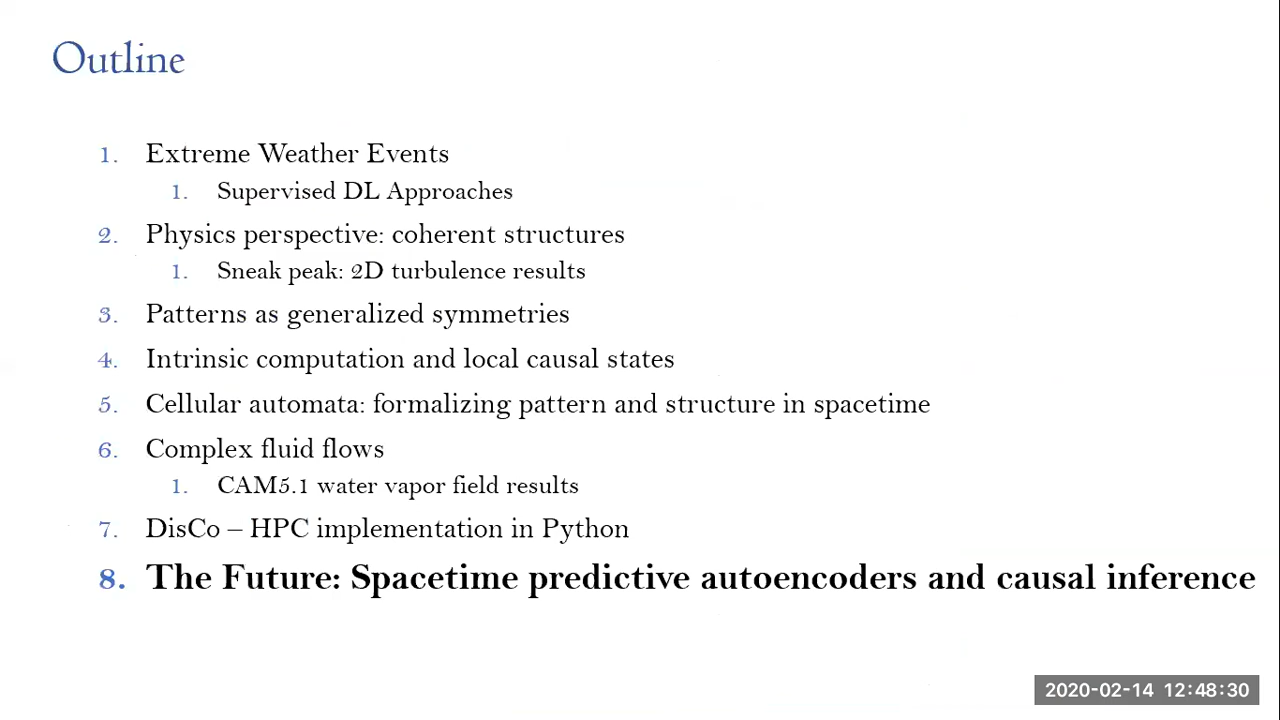 Outline
1. Extreme Weather Events
1. Supervised DL Approaches
2. Physics perspective: coherent structures
1. Sneak peak: 2D turbulence results
3. Patterns as generalized symmetries
4. Intrinsic computation and local causal states
5. Cellular automata: formalizing pattern and structure in spacetime
6. Complex fluid flows
1. CAM5.1 water vapor field results
7. DisCo – HPC implementation in Python
8. The Future: Spacetime predictive autoencoders and causal inference
2020-02-14 12:48:30